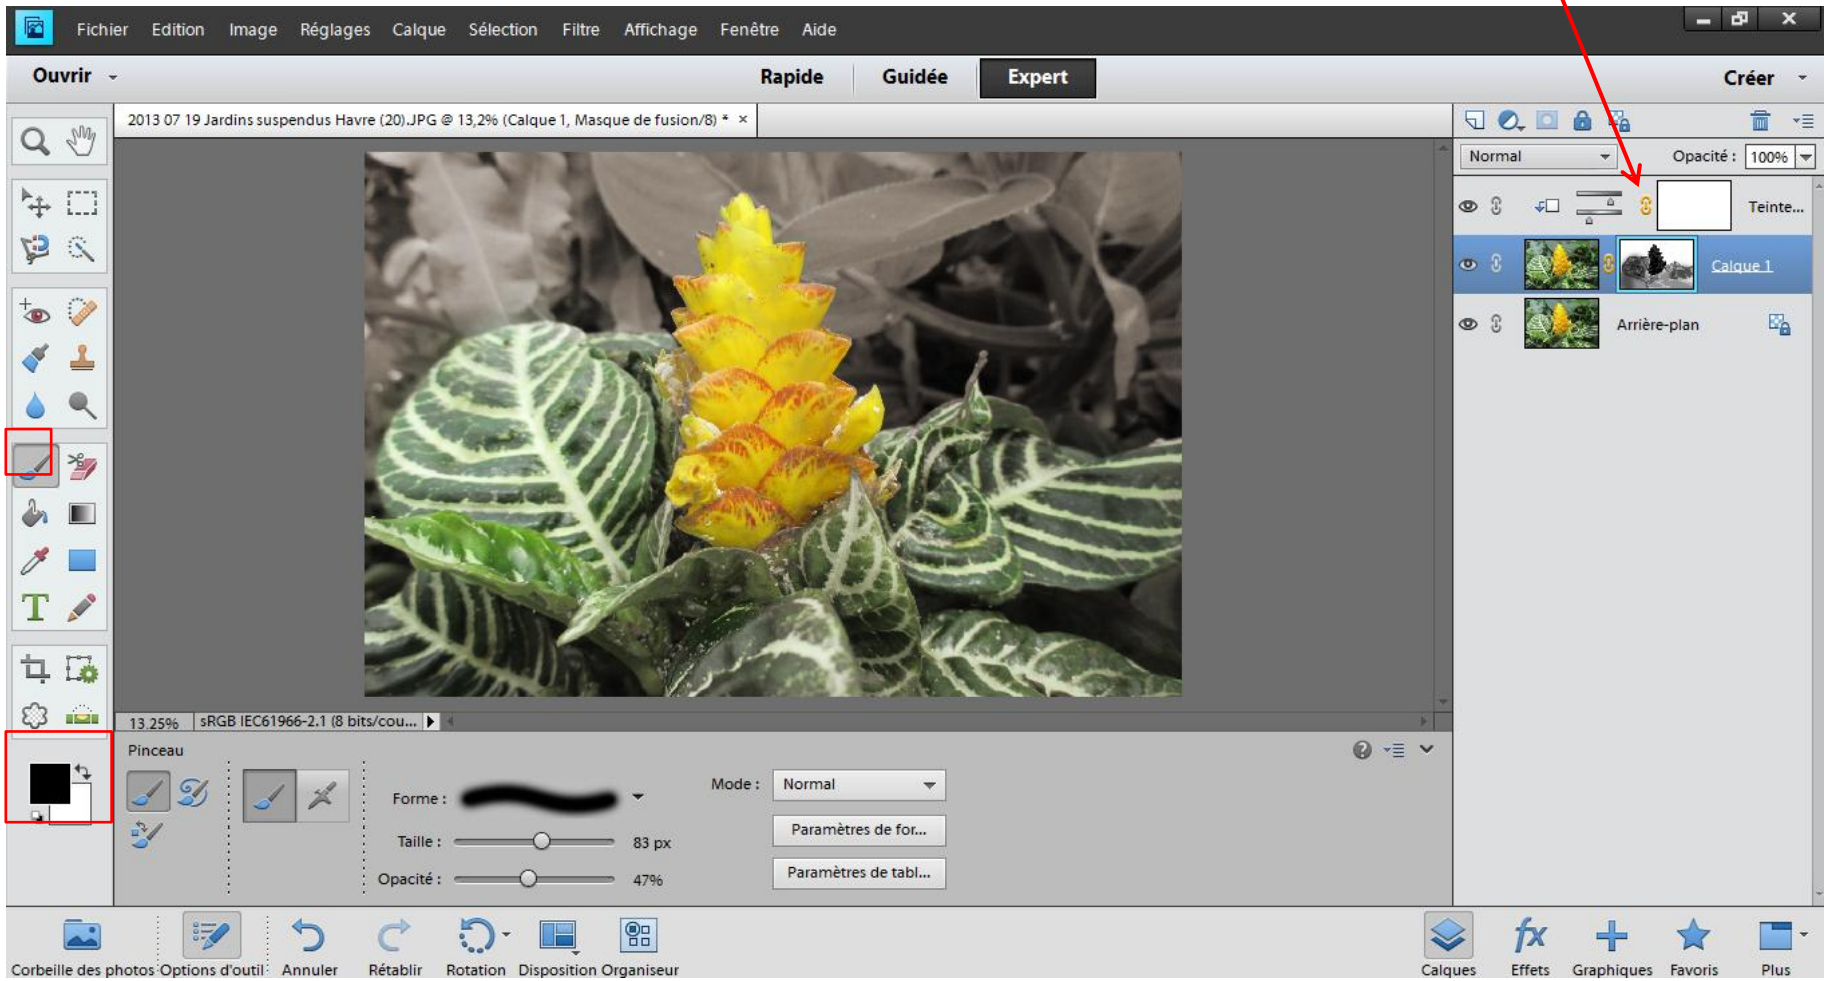 Fichier Edition Image Réglages Calque Sélection Filtre Affichage Fenêtre Aide
Ouvrir Rapide Guidée Expert Créer
2013 07 19 Jardins suspendus Havre (20).JPG @ 13,2% (Calque 1, Masque de fusion/8) * ×
Normal Opacité : 100%
Teinte...
Calque 1
Arrière-plan
T
13.25% sRGB IEC61966-2.1 (8 bits/cou...
Pinceau
Forme :
Mode : Normal
Taille : 83 px
Paramètres de for...
Opacité : 47%
Paramètres de tabl...
fx
Corbeille des photos Options d'outil Annuler Rétablir Rotation Disposition Organiseur Calques Effets Graphiques Favoris Plus